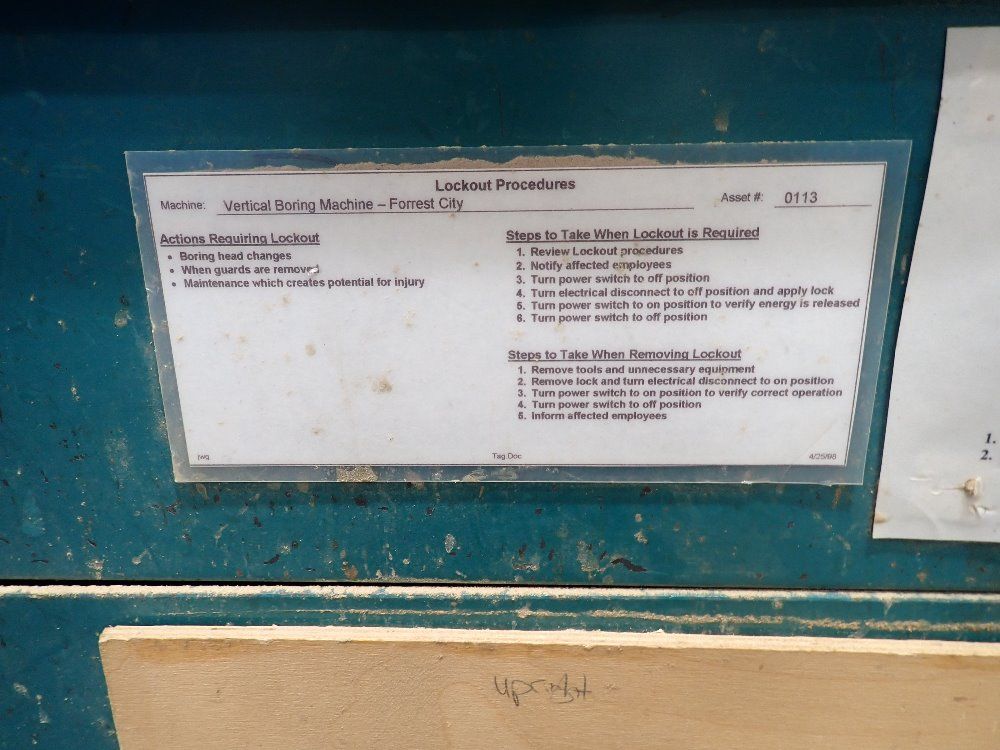 Lockout Procedures
Machine: Vertical Boring Machine – Forrest City Asset #: 0113
Actions Requiring Lockout
• Boring head changes
• When guards are removed
• Maintenance which creates potential for injury
Steps to Take When Lockout is Required
1. Review Lockout procedures
2. Notify affected employees
3. Turn power switch to off position
4. Turn electrical disconnect to off position and apply lock
5. Turn power switch to on position to verify energy is released
6. Turn power switch to off position
Steps to Take When Removing Lockout
1. Remove tools and unnecessary equipment
2. Remove lock and turn electrical disconnect to on position
3. Turn power switch to on position to verify correct operation
4. Turn power switch to off position
5. Inform affected employees
jwg Tag.Doc 4/25/98
1.
2.
upright